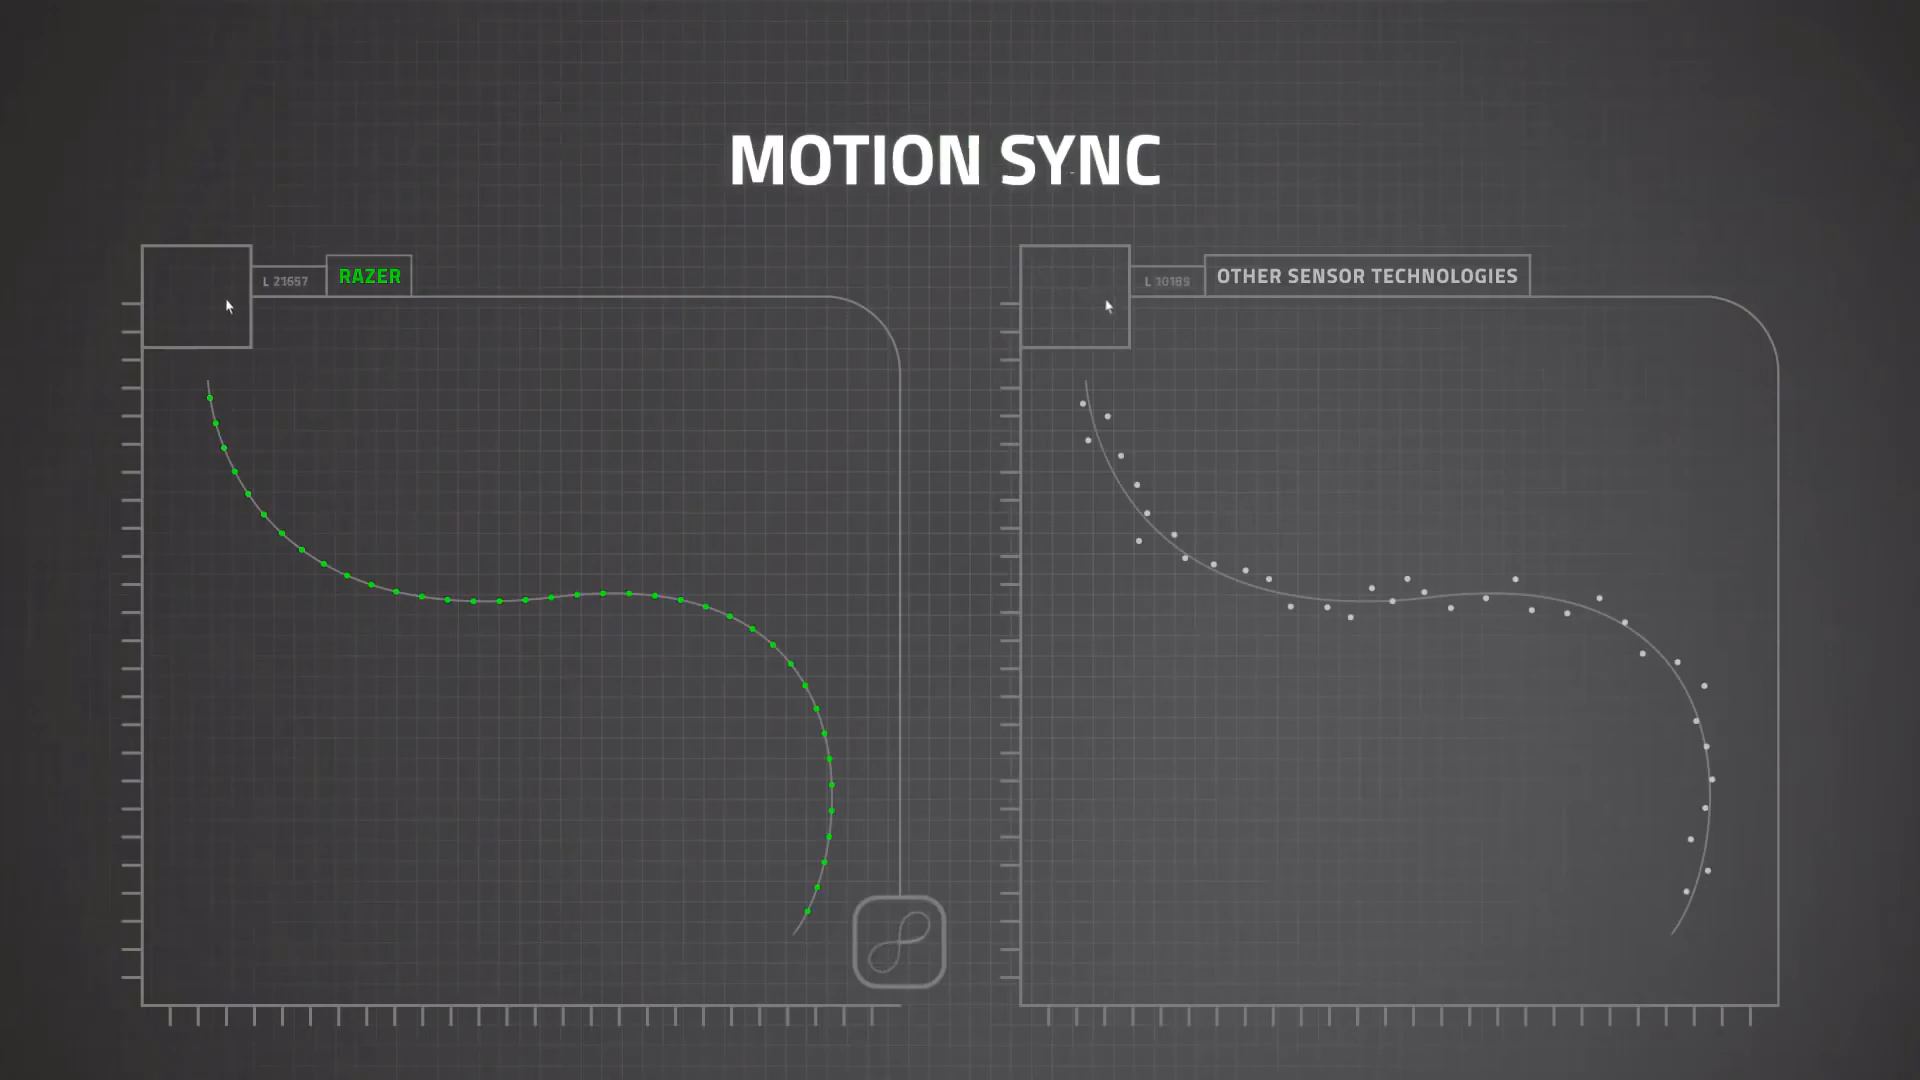 MOTION SYNC
L 21657
RAZER
L 10189
OTHER SENSOR TECHNOLOGIES